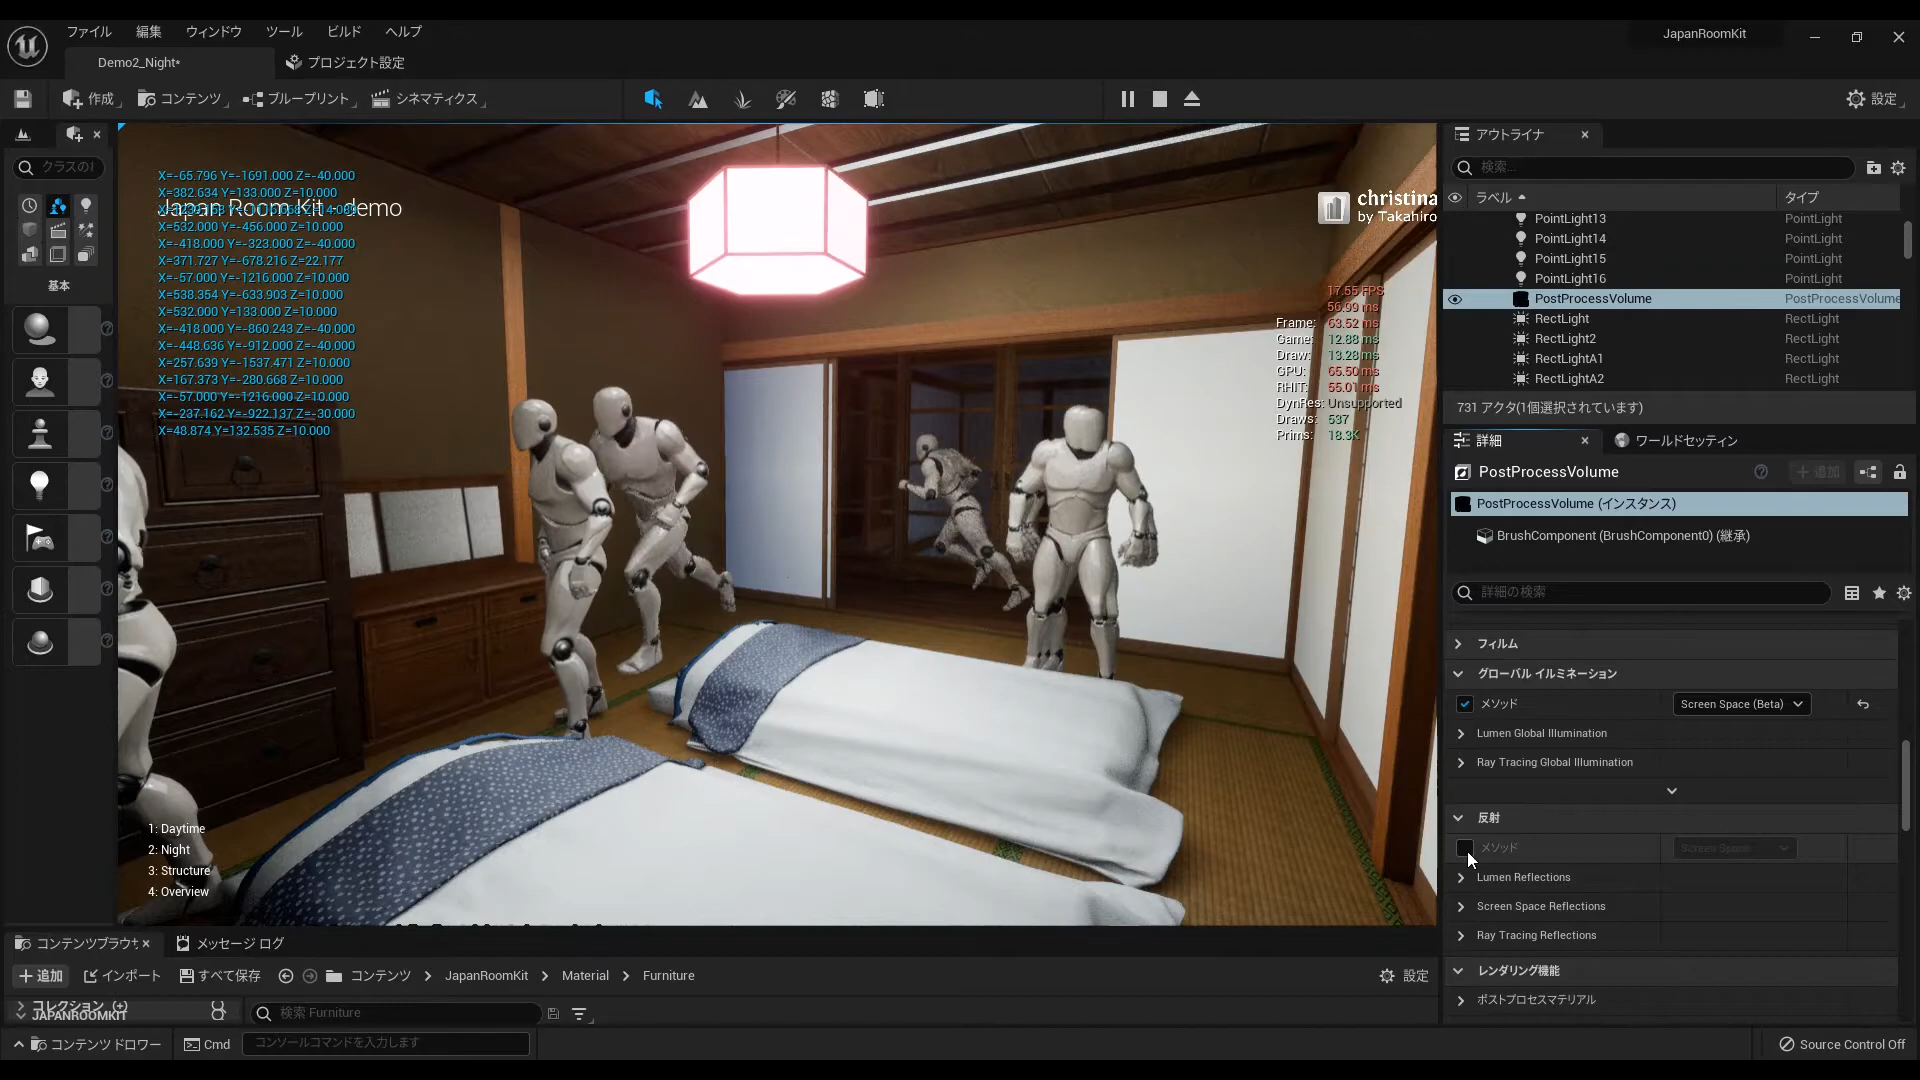 ファイル 編集 ウィンドウ ツール ビルド ヘルプ
JapanRoomKit
Demo2_Night*
プロジェクト設定
作成
コンテンツ
ブループリント
シネマティクス
設定
クラスの
基本
X=-65.796 Y=-1691.000 Z=-40.000
X=382.634 Y=133.000 Z=10.000
Japan Room Kit - demo
X=532.000 Y=-456.000 Z=10.000
X=-418.000 Y=-323.000 Z=-40.000
X=371.727 Y=-678.216 Z=22.177
X=-57.000 Y=-1216.000 Z=10.000
X=538.354 Y=-633.903 Z=10.000
X=532.000 Y=133.000 Z=10.000
X=-418.000 Y=-860.243 Z=-40.000
X=-448.636 Y=-912.000 Z=-40.000
X=257.639 Y=-1537.471 Z=10.000
X=167.373 Y=-280.668 Z=10.000
X=-57.000 Y=-1216.000 Z=10.000
X=-237.162 Y=-922.137 Z=-30.000
X=48.874 Y=132.535 Z=10.000
christina
by Takahiro
17.55 FPS
56.99 ms
Frame: 63.52 ms
Game: 12.88 ms
Draw: 13.28 ms
GPU: 65.50 ms
RHIT: 55.01 ms
DynRes: Unsupported
Draws: 537
Prims: 18.3K
1: Daytime
2: Night
3: Structure
4: Overview
アウトライナ
検索...
ラベル タイプ
PointLight13 PointLight
PointLight14 PointLight
PointLight15 PointLight
PointLight16 PointLight
PostProcessVolume PostProcessVolume
RectLight RectLight
RectLight2 RectLight
RectLightA1 RectLight
RectLightA2 RectLight
731 アクタ(1個選択されています)
詳細
ワールドセッティン
PostProcessVolume
追加
PostProcessVolume (インスタンス)
BrushComponent (BrushComponent0) (継承)
詳細の検索
フィルム
グローバル イルミネーション
メソッド Screen Space (Beta)
Lumen Global Illumination
Ray Tracing Global Illumination
反射
メソッド Screen Space
Lumen Reflections
Screen Space Reflections
Ray Tracing Reflections
レンダリング機能
ポストプロセスマテリアル
コンテンツブラウザ
メッセージ ログ
追加 インポート すべて保存 コンテンツ JapanRoomKit Material Furniture
設定
コレクション
JAPANROOMKIT
検索 Furniture
コンテンツ ドロワー
Cmd
コンソールコマンドを入力します
Source Control Off